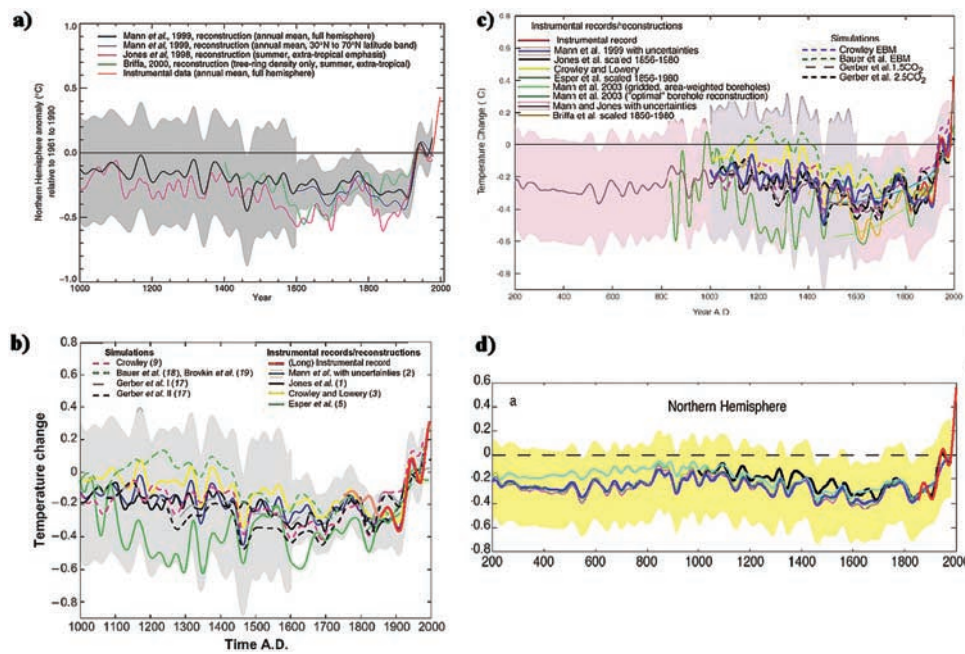 a)
Mann et al., 1999, reconstruction (annual mean, full hemisphere)
Mann et al, 1999, reconstruction (annual mean, 30°N to 70°N latitude band)
Jones et al, 1998, reconstruction (summer, extra-tropical emphasis)
Briffa, 2000, reconstruction (tree-ring density only, summer, extra-tropical)
Instrumental data (annual mean, full hemisphere)
Northern Hemisphere anomaly (°C)
relative to 1961 to 1990
1.0
0.5
0.0
−0.5
−1.0
1000
1200
1400
1600
1800
2000
Year
c)
Instrumental records/reconstructions
Instrumental record
Mann et al. 1999 with uncertainties
Jones et al. scaled 1856-1980
Crowley and Lowery
Esper et al. scaled 1856-1980
Mann et al. 2003 (gridded, area-weighted boreholes)
Mann et al. 2003 ("optimal" borehole reconstruction)
Mann and Jones with uncertainties
Briffa et al. scaled 1856-1980
Simulations
Crowley EBM
Bauer et al. EBM
Gerber et al. 1.5CO2
Gerber et al. 2.5CO2
Temperature Change (°C)
0.8
0.6
0.4
0.2
0
-0.2
-0.4
-0.6
-0.8
200
400
600
800
1000
1200
1400
1600
1800
2000
Year A.D.
b)
Simulations
Crowley (9)
Bauer et al. (18), Brovkin et al. (19)
Gerber et al. I (17)
Gerber et al. II (17)
Instrumental records/reconstructions
(Long) Instrumental record
Mann et al. with uncertainties (2)
Jones et al. (1)
Crowley and Lowery (3)
Esper et al. (5)
Temperature change
0.8
0.6
0.4
0.2
0
−0.2
−0.4
−0.6
−0.8
1000
1100
1200
1300
1400
1500
1600
1700
1800
1900
2000
Time A.D.
d)
a
Northern Hemisphere
0.6
0.4
0.2
0
-0.2
-0.4
-0.6
-0.8
200
400
600
800
1000
1200
1400
1600
1800
2000